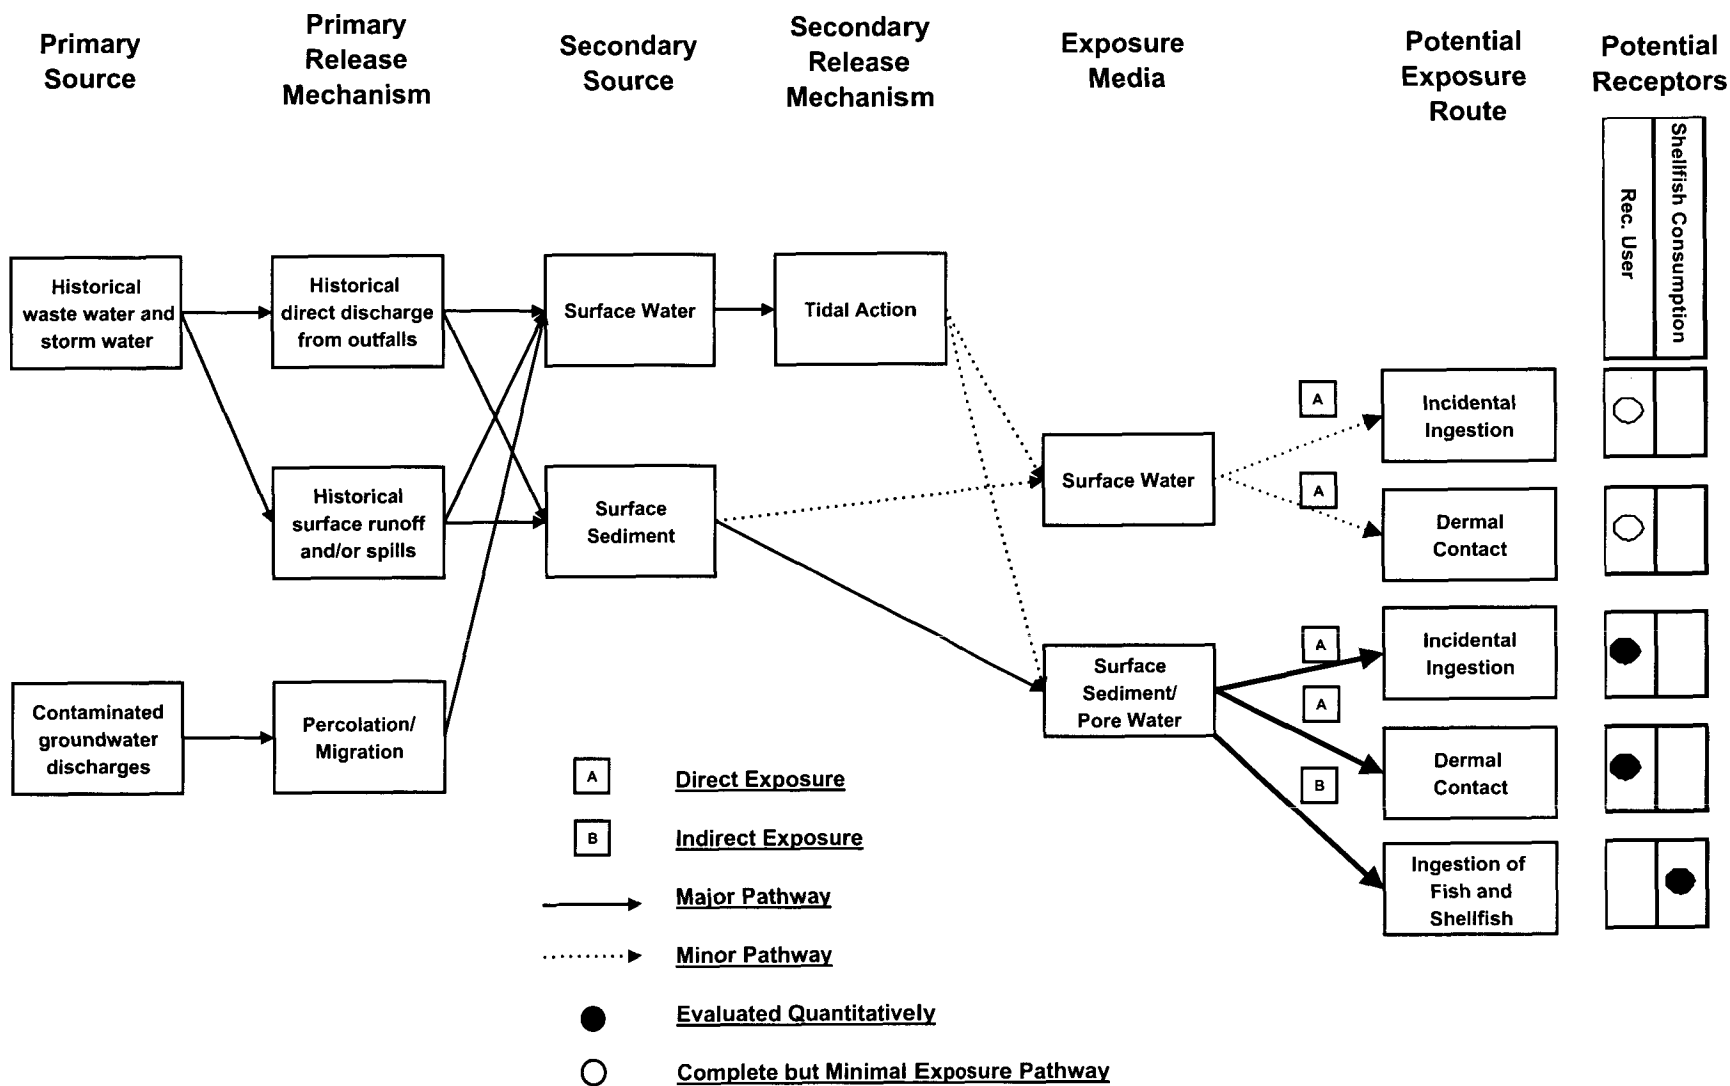 Primary
Source
Primary
Release
Mechanism
Secondary
Source
Secondary
Release
Mechanism
Exposure
Media
Potential
Exposure
Route
Potential
Receptors
Rec. User
Shellfish Consumption
Historical
waste water and
storm water
Historical
direct discharge
from outfalls
Surface Water
Tidal Action
Historical
surface runoff
and/or spills
Surface
Sediment
Contaminated
groundwater
discharges
Percolation/
Migration
Surface Water
Surface
Sediment/
Pore Water
A
A
A
A
B
Incidental
Ingestion
Dermal
Contact
Incidental
Ingestion
Dermal
Contact
Ingestion of
Fish and
Shellfish
A Direct Exposure
B Indirect Exposure
Major Pathway
Minor Pathway
Evaluated Quantitatively
Complete but Minimal Exposure Pathway